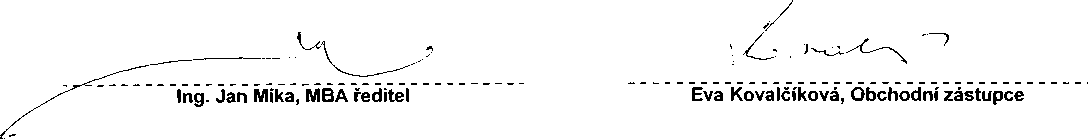 Ing. Jan Mika, MBA ředitel
Eva Kovalčíková, Obchodní zástupce